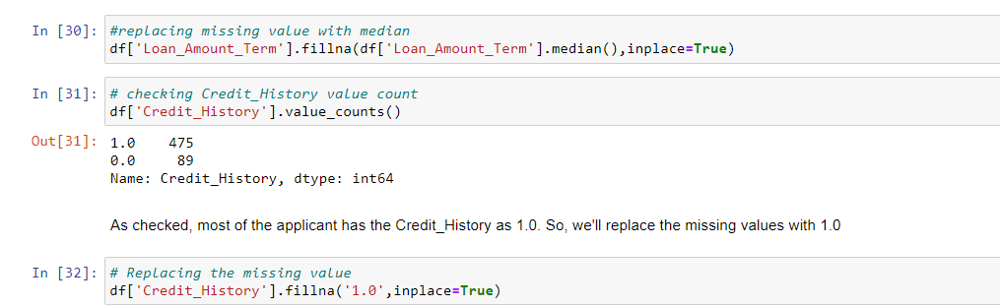 In [30]: #replacing missing value with median
df['Loan_Amount_Term'].fillna(df['Loan_Amount_Term'].median(),inplace=True)
In [31]: # checking Credit_History value count
df['Credit_History'].value_counts()
Out[31]: 1.0    475
0.0     89
Name: Credit_History, dtype: int64
As checked, most of the applicant has the Credit_History as 1.0. So, we'll replace the missing values with 1.0
In [32]: # Replacing the missing value
df['Credit_History'].fillna('1.0',inplace=True)